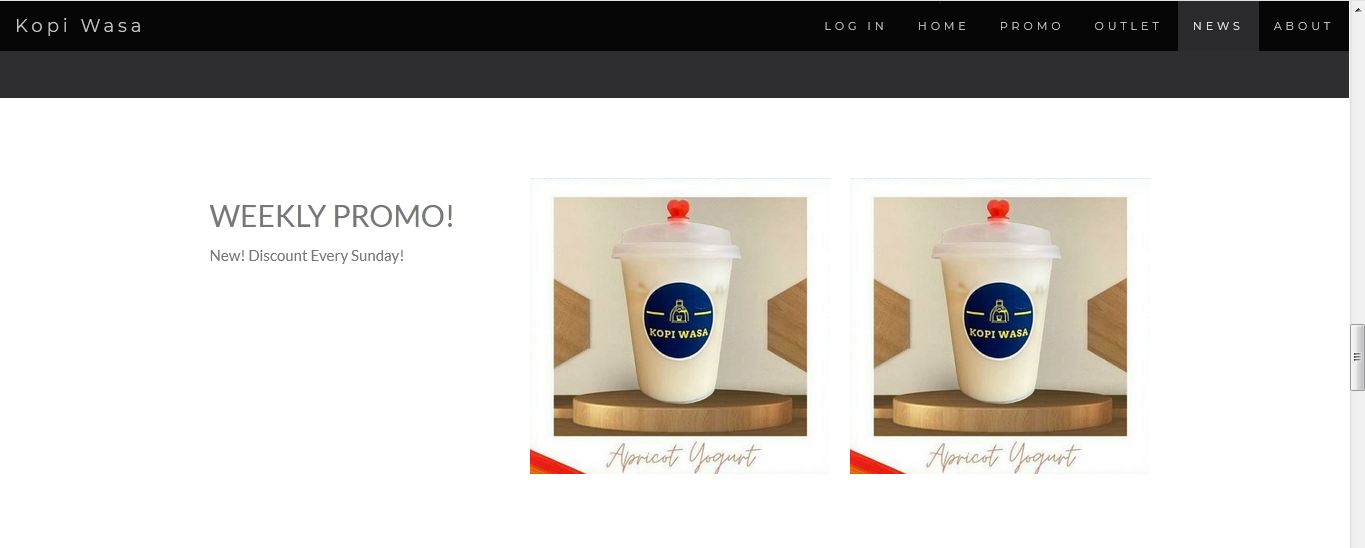 Kopi Wasa
LOG IN HOME PROMO OUTLET NEWS ABOUT
WEEKLY PROMO!
New! Discount Every Sunday!
KOPI WASA
Apricot Yogurt
KOPI WASA
Apricot Yogurt